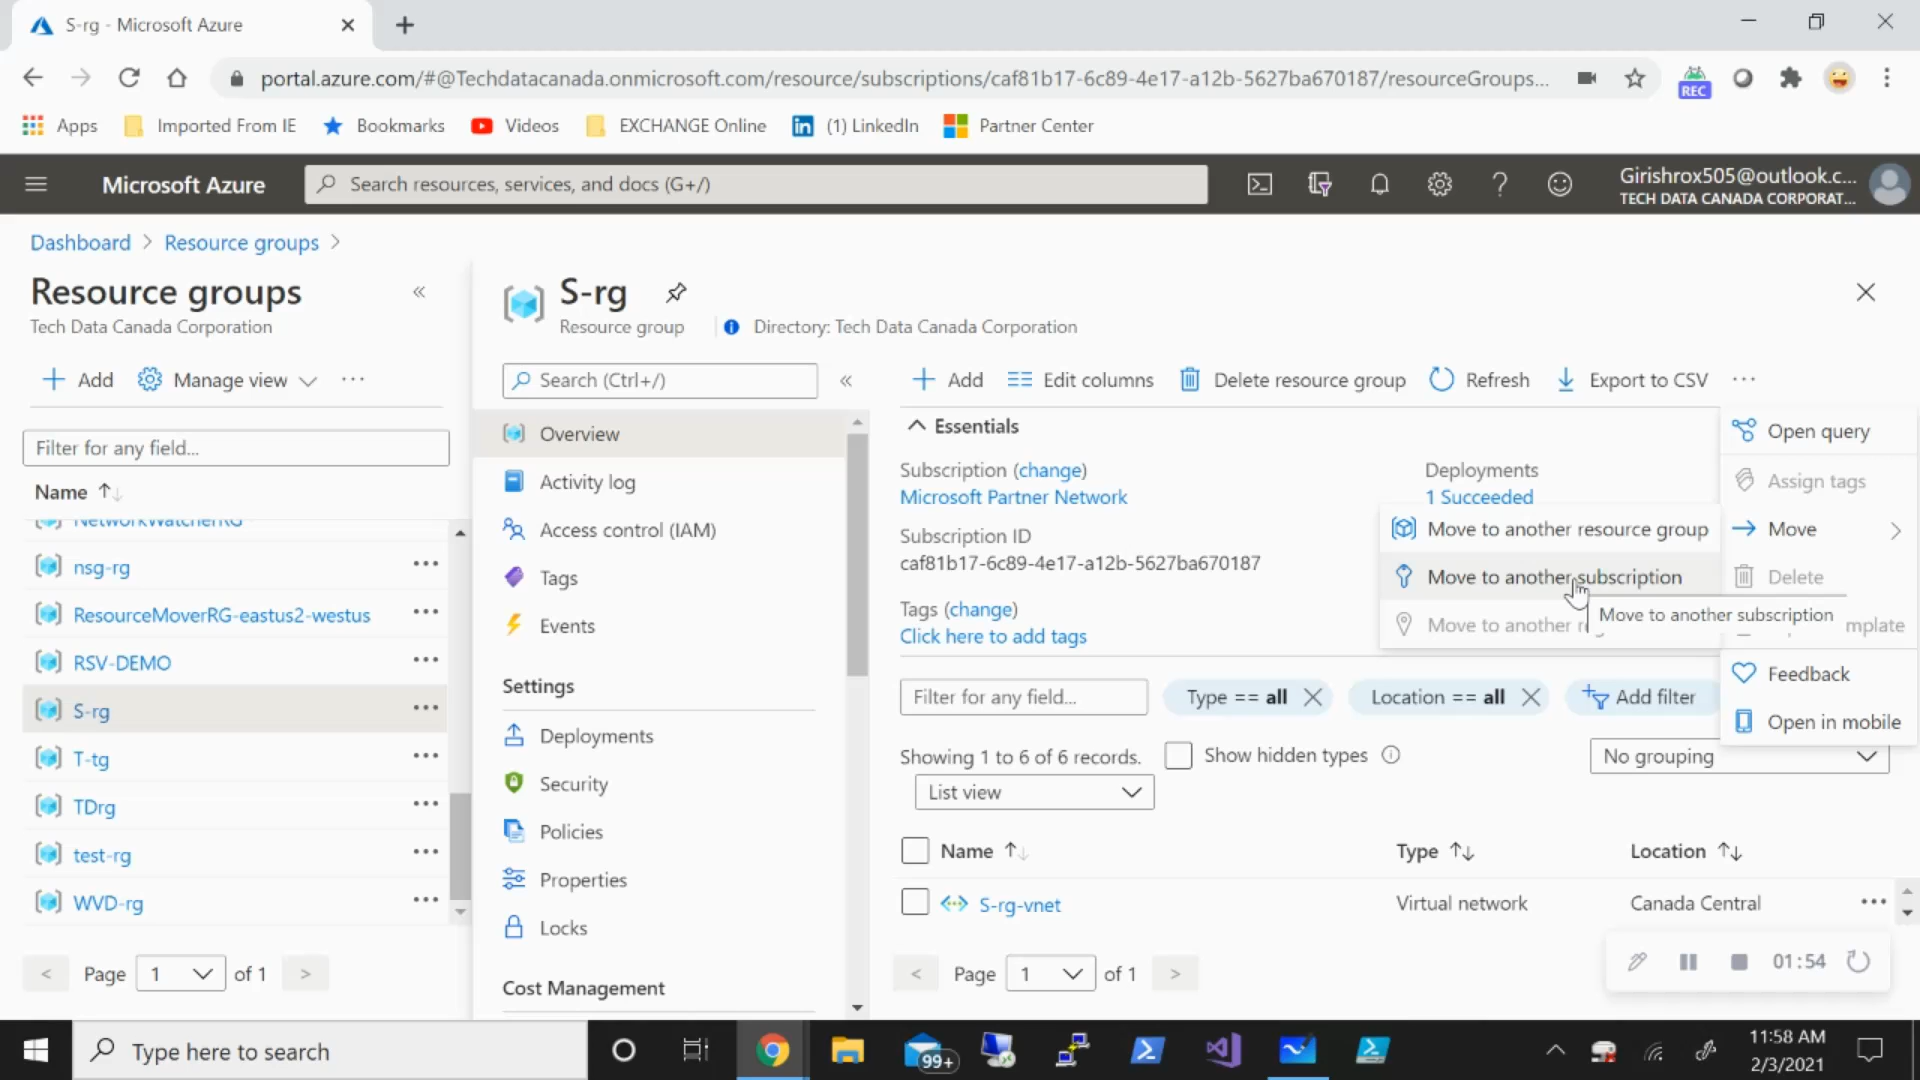 S-rg - Microsoft Azure
portal.azure.com/#@Techdatacanada.onmicrosoft.com/resource/subscriptions/caf81b17-6c89-4e17-a12b-5627ba670187/resourceGroups...
REC
Apps
Imported From IE
Bookmarks
Videos
EXCHANGE Online
(1) LinkedIn
Partner Center
Microsoft Azure
Search resources, services, and docs (G+/)
Girishrox505@outlook.c...
TECH DATA CANADA CORPORAT...
Dashboard > Resource groups >
Resource groups
Tech Data Canada Corporation
Add
Manage view
Filter for any field...
Name
NetworkWatcherRG
nsg-rg
ResourceMoverRG-eastus2-westus
RSV-DEMO
S-rg
T-tg
TDrg
test-rg
WVD-rg
< Page 1 of 1 >
S-rg
Resource group
Directory: Tech Data Canada Corporation
Search (Ctrl+/)
Overview
Activity log
Access control (IAM)
Tags
Events
Settings
Deployments
Security
Policies
Properties
Locks
Cost Management
Add
Edit columns
Delete resource group
Refresh
Export to CSV
Essentials
Subscription (change)
Microsoft Partner Network
Subscription ID
caf81b17-6c89-4e17-a12b-5627ba670187
Tags (change)
Click here to add tags
Deployments
1 Succeeded
Open query
Assign tags
Move
Delete
mplate
Feedback
Open in mobile
Move to another resource group
Move to another subscription
Move to another re
Move to another subscription
Filter for any field...
Type == all
Location == all
Add filter
Showing 1 to 6 of 6 records.
Show hidden types
No grouping
List view
Name
Type
Location
S-rg-vnet
Virtual network
Canada Central
< Page 1 of 1 >
01:54
Type here to search
99+
11:58 AM
2/3/2021